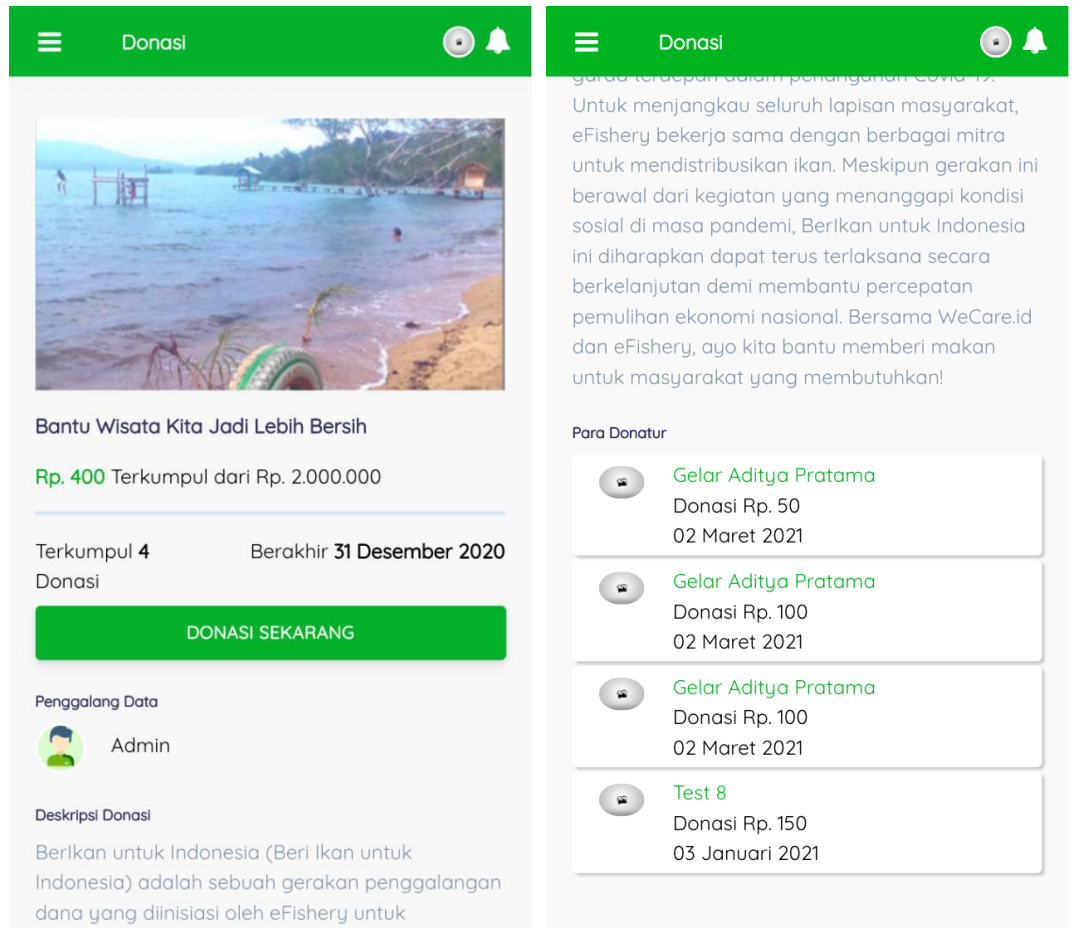 Donasi
Bantu Wisata Kita Jadi Lebih Bersih
Rp. 400 Terkumpul dari Rp. 2.000.000
Terkumpul 4 Donasi
Berakhir 31 Desember 2020
DONASI SEKARANG
Penggalang Data
Admin
Deskripsi Donasi
BerIkan untuk Indonesia (Beri Ikan untuk
Indonesia) adalah sebuah gerakan penggalangan
dana yang diinisiasi oleh eFishery untuk
Donasi
garda terdepan dalam penanganan Covid-19.
Untuk menjangkau seluruh lapisan masyarakat,
eFishery bekerja sama dengan berbagai mitra
untuk mendistribusikan ikan. Meskipun gerakan ini
berawal dari kegiatan yang menanggapi kondisi
sosial di masa pandemi, BerIkan untuk Indonesia
ini diharapkan dapat terus terlaksana secara
berkelanjutan demi membantu percepatan
pemulihan ekonomi nasional. Bersama WeCare.id
dan eFishery, ayo kita bantu memberi makan
untuk masyarakat yang membutuhkan!
Para Donatur
Gelar Aditya Pratama
Donasi Rp. 50
02 Maret 2021
Gelar Aditya Pratama
Donasi Rp. 100
02 Maret 2021
Gelar Aditya Pratama
Donasi Rp. 100
02 Maret 2021
Test 8
Donasi Rp. 150
03 Januari 2021